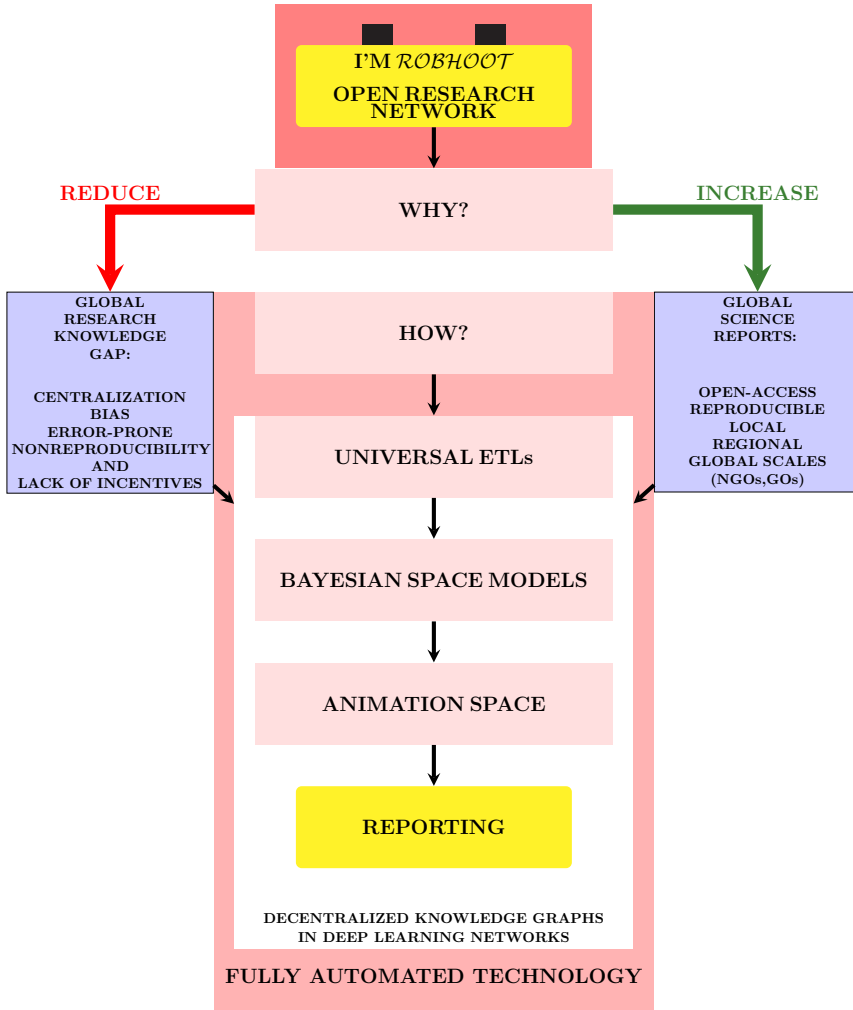 I'M ROBHOOT
OPEN RESEARCH
NETWORK
REDUCE
INCREASE
WHY?
GLOBAL
RESEARCH
KNOWLEDGE
GAP:
CENTRALIZATION
BIAS
ERROR-PRONE
NONREPRODUCIBILITY
AND
LACK OF INCENTIVES
HOW?
GLOBAL
SCIENCE
REPORTS:
OPEN-ACCESS
REPRODUCIBLE
LOCAL
REGIONAL
GLOBAL SCALES
(NGOs,GOs)
UNIVERSAL ETLs
BAYESIAN SPACE MODELS
ANIMATION SPACE
REPORTING
DECENTRALIZED KNOWLEDGE GRAPHS
IN DEEP LEARNING NETWORKS
FULLY AUTOMATED TECHNOLOGY